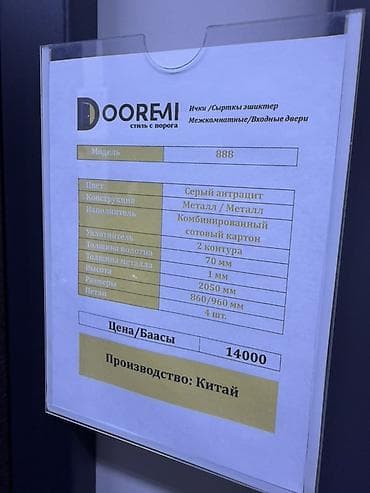 DOOREMI
стиль с порога
Ички /Сырткы эшиктер
Межкомнатные/Входные двери
Модель 888
Цвет Серый антрацит
Конструкция Металл / Металл
Наполнитель Комбинированный
сотовый картон
Уплотнитель 2 контура
Толщина полотна 70 мм
Толщина металла 1 мм
Высота 2050 мм
Размеры 860/960 мм
Петли 4 шт.
Цена/Баасы 14000
Производство: Китай